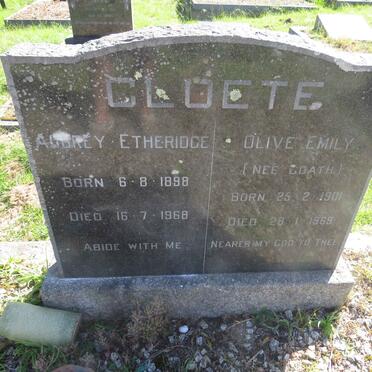 CLOETE
AUBREY ETHERIDGE
BORN 6-8-1898
DIED 16-7-1968
ABIDE WITH ME
OLIVE EMILY
(NEE GOATH)
BORN 25-2-1901
DIED 28-1-1969
NEARER MY GOD TO THEE